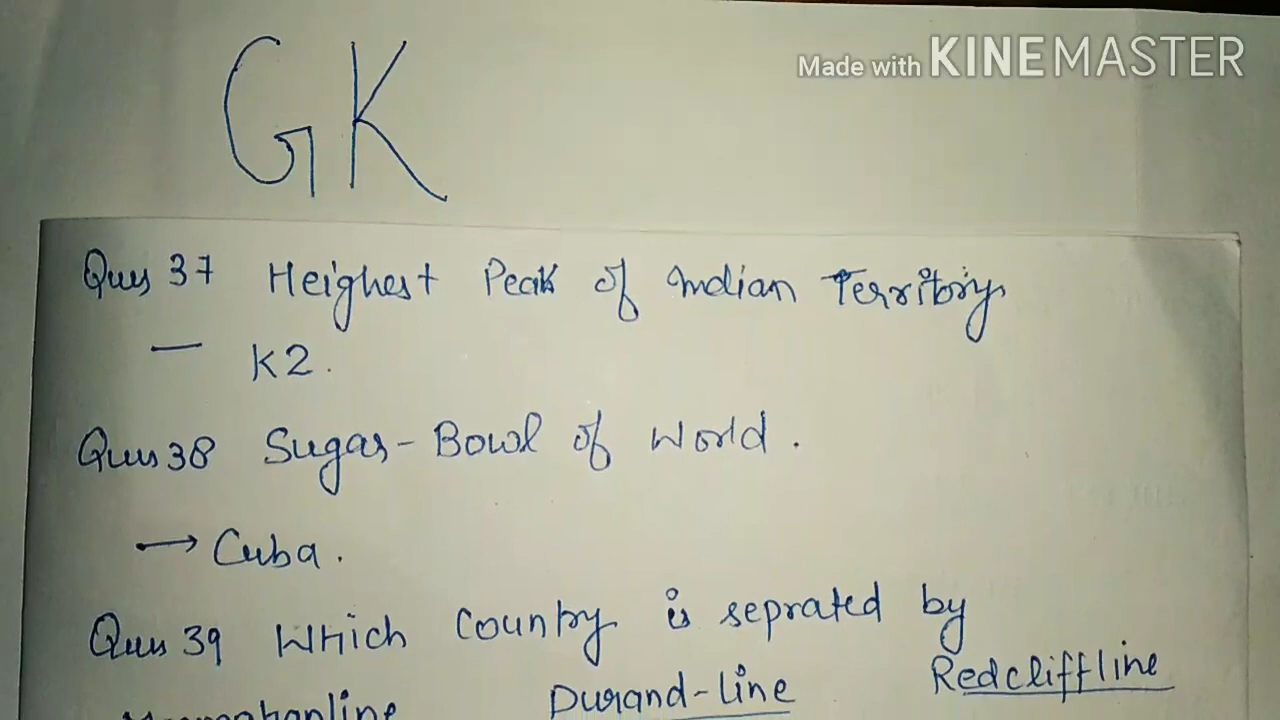 GK
Made with KINEMASTER
Ques 37 Heighest Peak of Indian Territory
— K2.
Ques 38 Sugar-Bowl of World.
→ Cuba.
Ques 39 Which country is seprated by
Durand-line Redcliffline